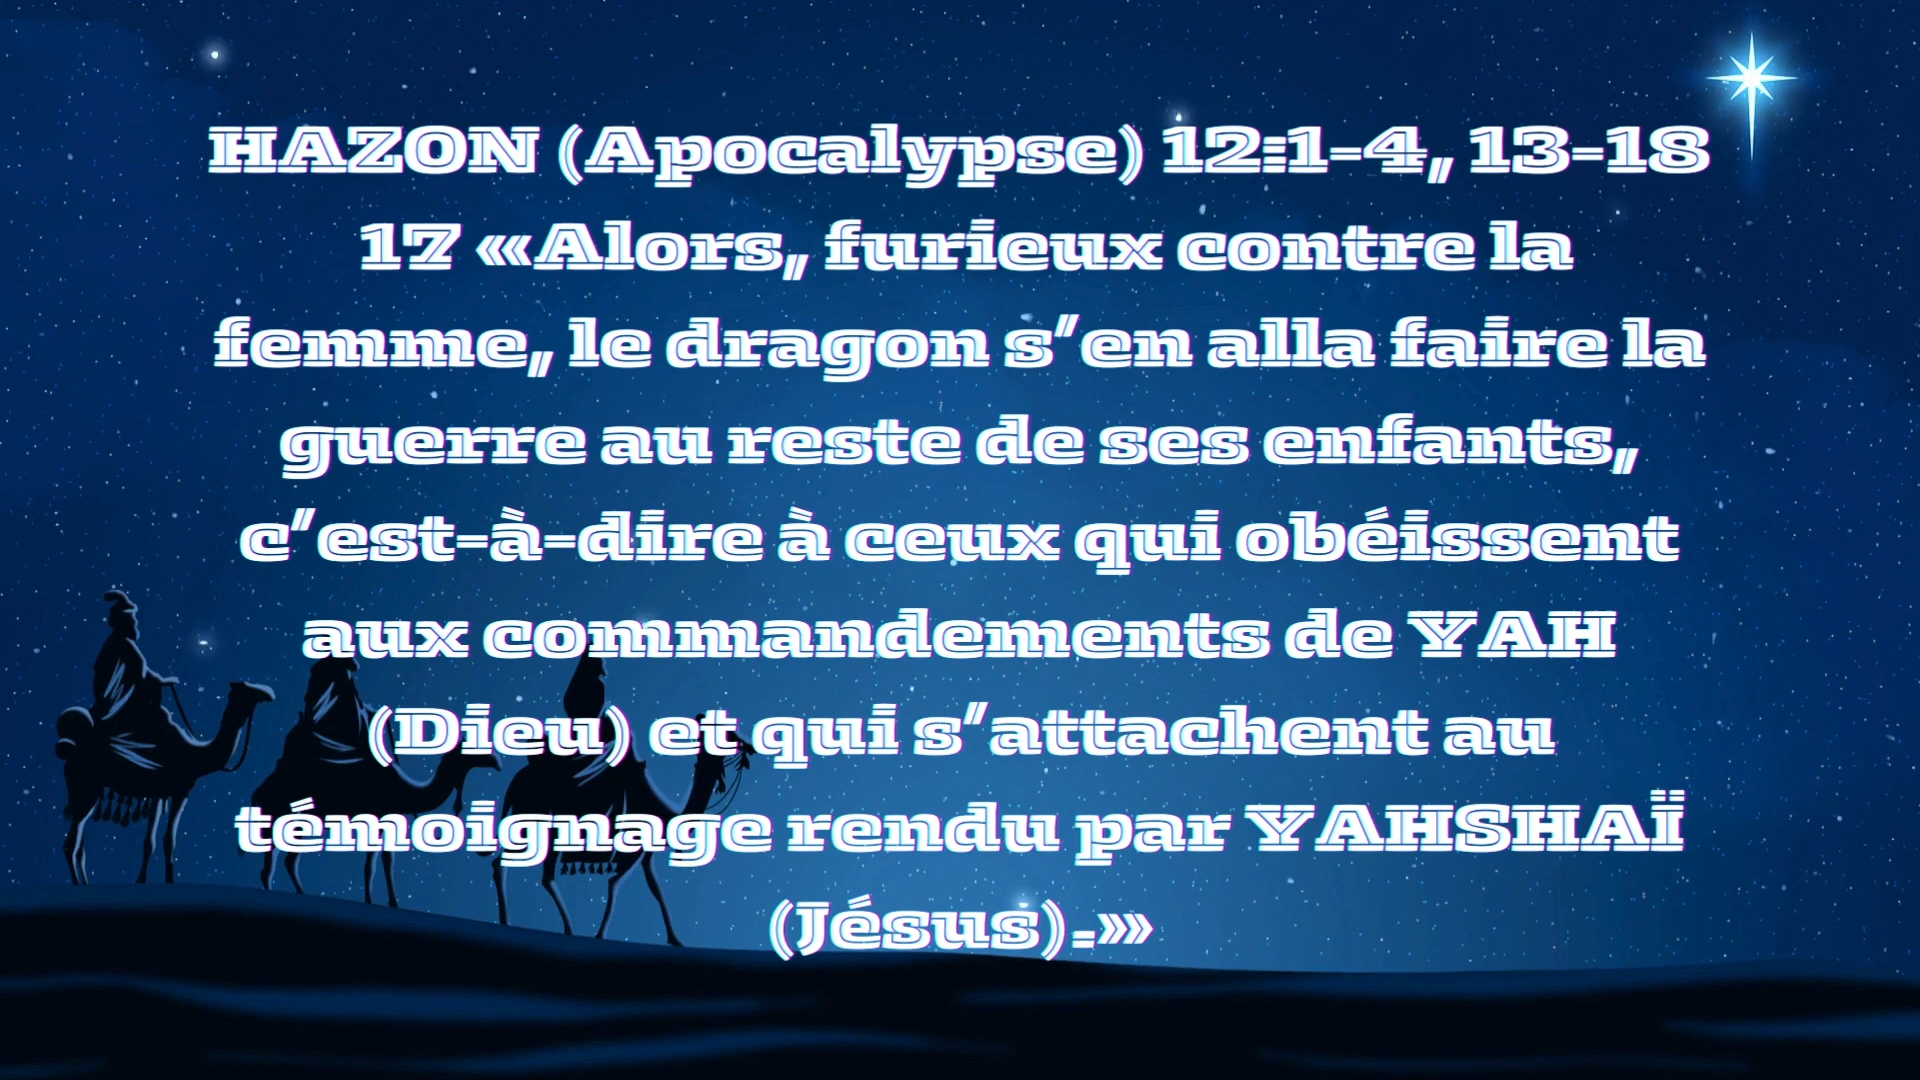 HAZON (Apocalypse) 12:1-4, 13-18
17 «Alors, furieux contre la
femme, le dragon s’en alla faire la
guerre au reste de ses enfants,
c’est-à-dire à ceux qui obéissent
aux commandements de YAH
(Dieu) et qui s’attachent au
témoignage rendu par YAHSHAÏ
(Jésus).»